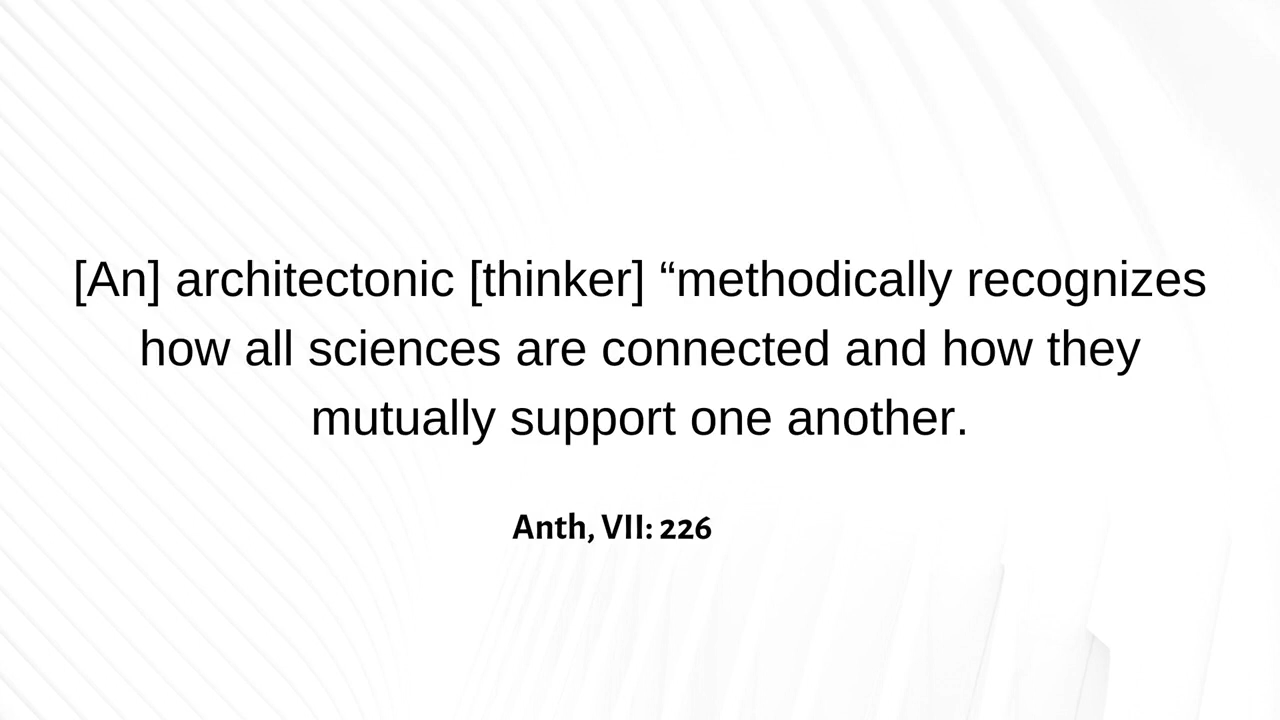 [An] architectonic [thinker] “methodically recognizes
how all sciences are connected and how they
mutually support one another.
Anth, VII: 226